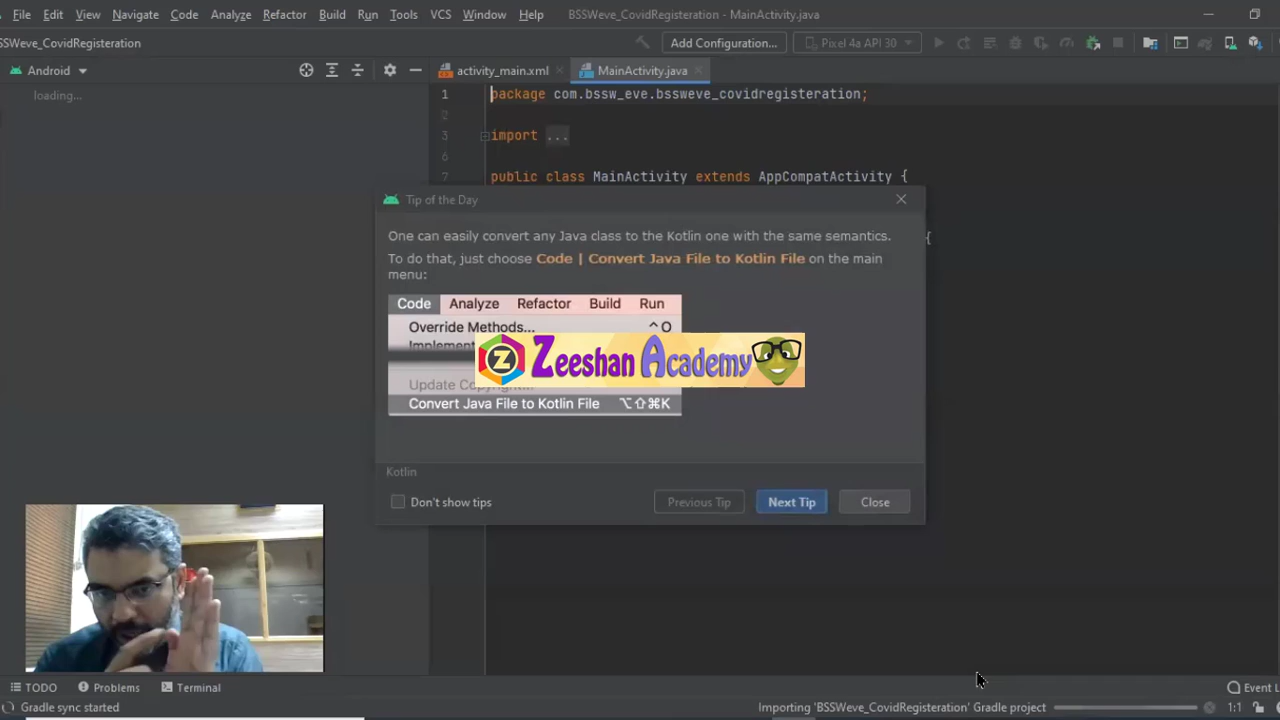 File Edit View Navigate Code Analyze Refactor Build Run Tools VCS Window Help BSSWeve_CovidRegisteration - MainActivity.java
SSWeve_CovidRegisteration
Add Configuration...
Pixel 4a API 30
Android
activity_main.xml
MainActivity.java
loading...
1 package com.bssw_eve.bssweve_covidregisteration;
2
3 import ...
6
7 public class MainActivity extends AppCompatActivity {
{
Tip of the Day
One can easily convert any Java class to the Kotlin one with the same semantics.
To do that, just choose Code | Convert Java File to Kotlin File on the main
menu:
Code Analyze Refactor Build Run
Override Methods... ^O
Zeeshan Academy
Convert Java File to Kotlin File ⌥⇧⌘K
Kotlin
Don't show tips
Previous Tip
Next Tip
Close
TODO
Problems
Terminal
Event L
Gradle sync started
Importing 'BSSWeve_CovidRegisteration' Gradle project
1:1